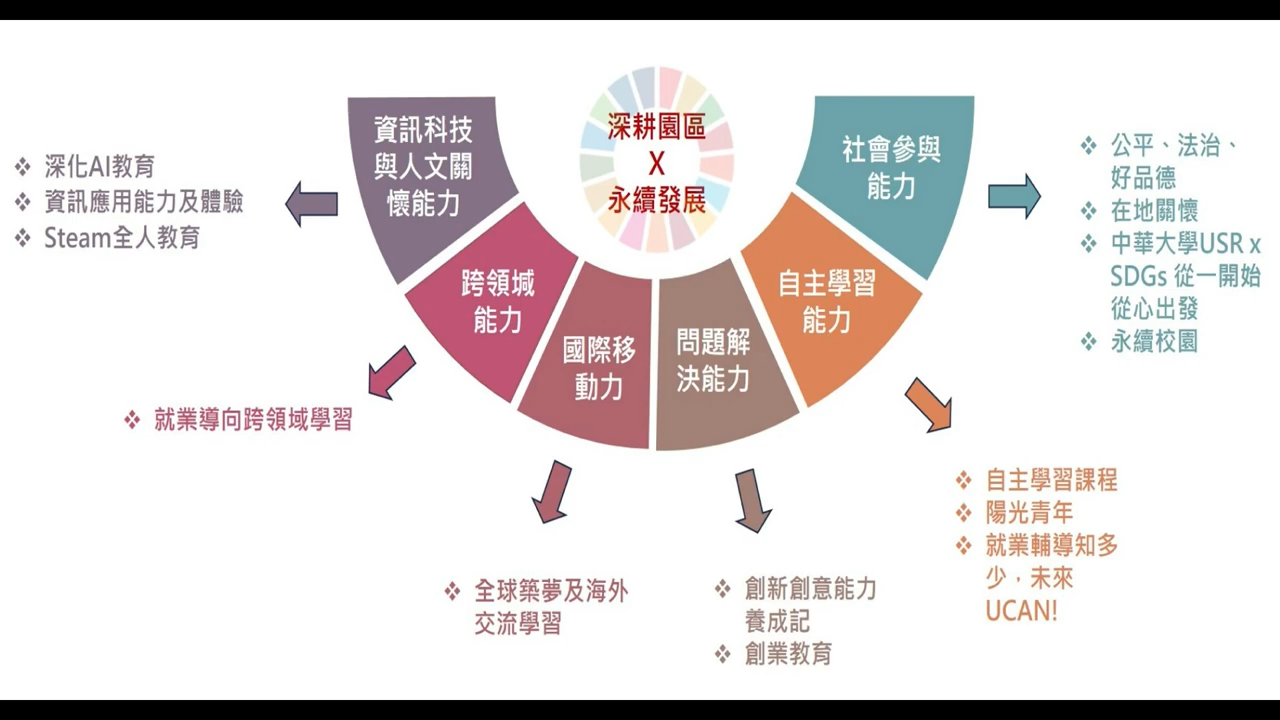 深耕園區
X
永續發展
資訊科技
與人文關
懷能力
❖ 深化AI教育
❖ 資訊應用能力及體驗
❖ Steam全人教育
跨領域
能力
❖ 就業導向跨領域學習
國際移
動力
❖ 全球築夢及海外
交流學習
問題解
決能力
❖ 創新創意能力
養成記
❖ 創業教育
自主學習
能力
❖ 自主學習課程
❖ 陽光青年
❖ 就業輔導知多
少，未來
UCAN!
社會參與
能力
❖ 公平、法治、
好品德
❖ 在地關懷
❖ 中華大學USR x
SDGs 從一開始
從心出發
❖ 永續校園